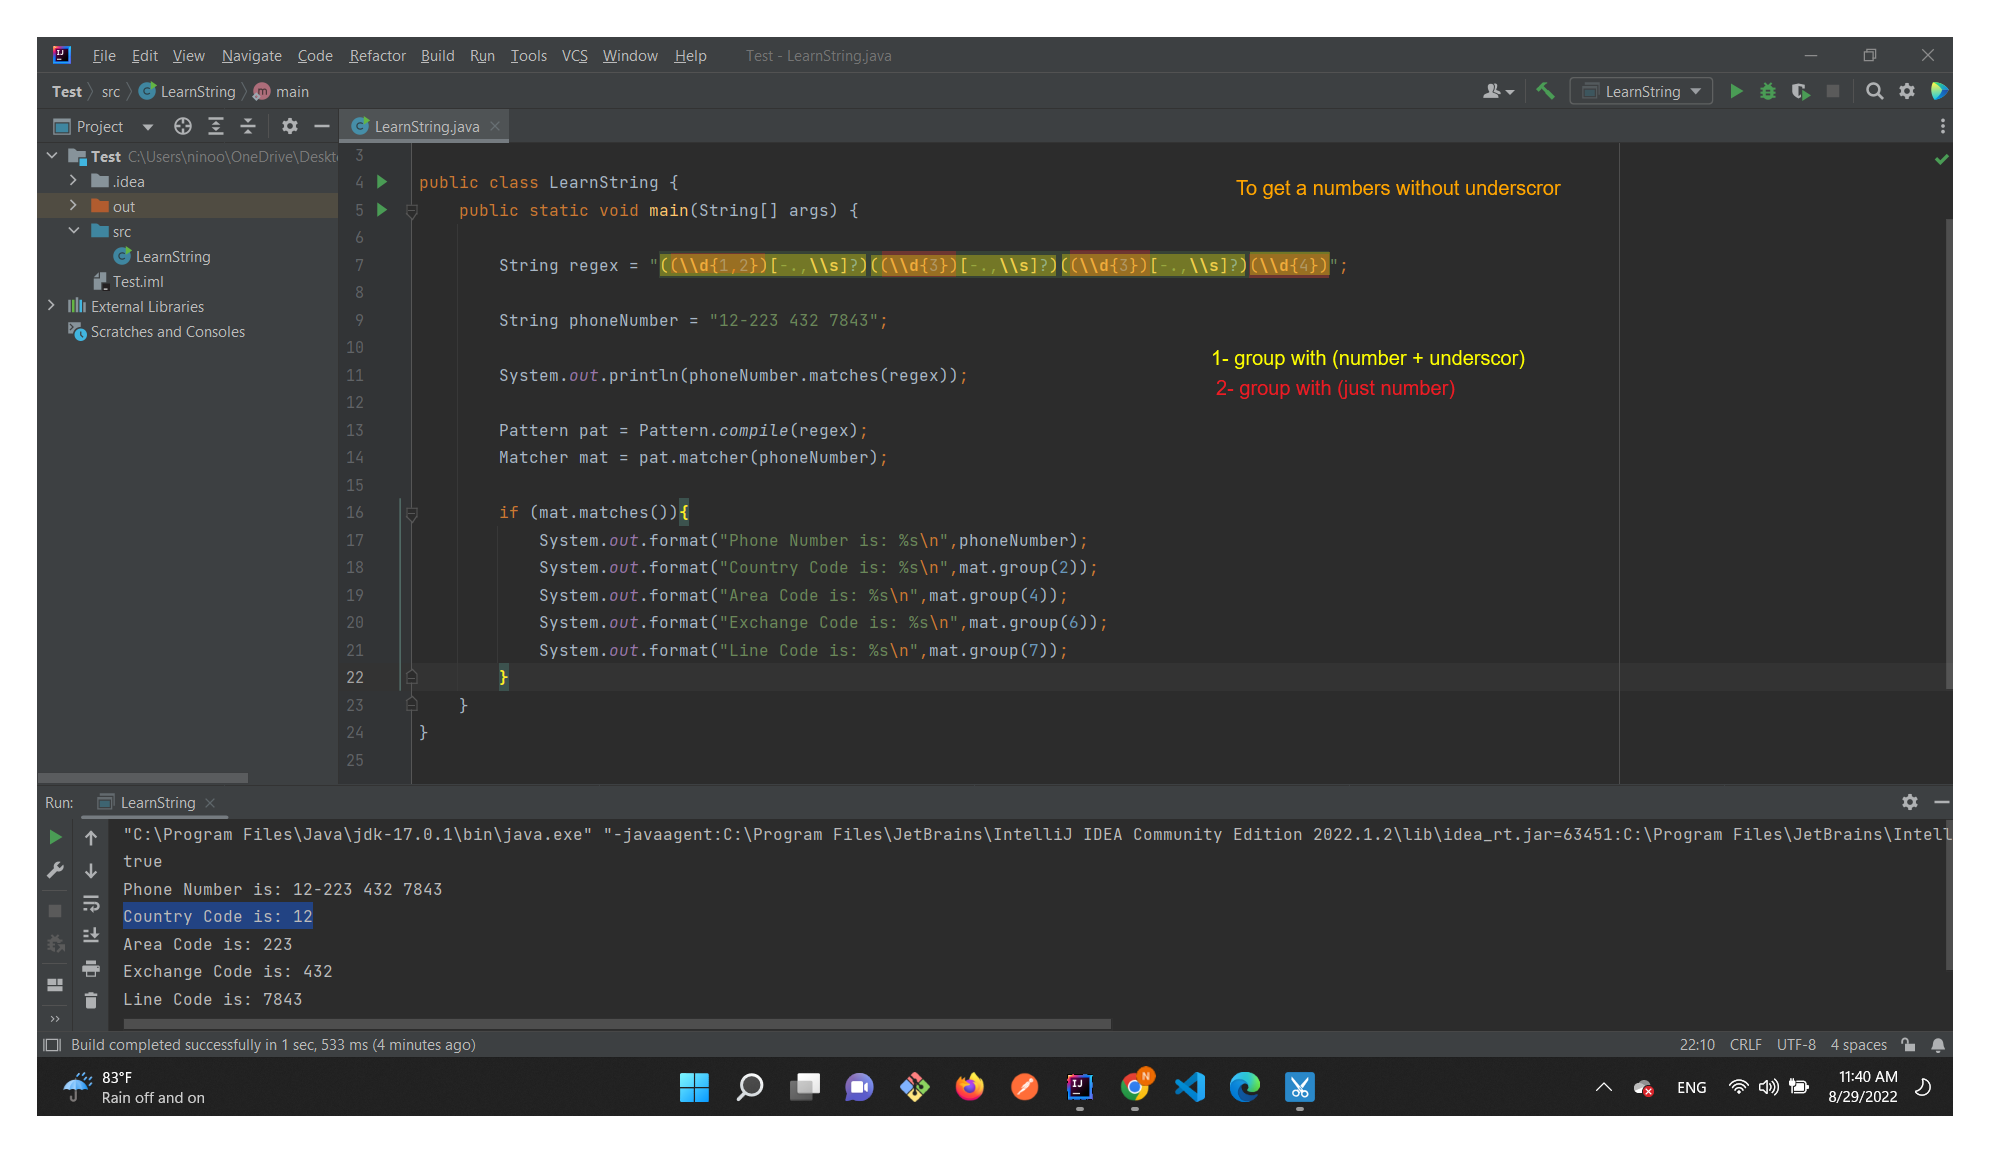 File Edit View Navigate Code Refactor Build Run Tools VCS Window Help Test - LearnString.java
Test src LearnString main LearnString
Project LearnString.java
Test C:\Users\ninoo\OneDrive\Deskt
.idea
out
src
LearnString
Test.iml
External Libraries
Scratches and Consoles
3
4 public class LearnString {
To get a numbers without underscror
5 public static void main(String[] args) {
6
7 String regex = "((\\d{1,2})[-.,\\s]?)((\\d{3})[-.,\\s]?)((\\d{3})[-.,\\s]?)(\\d{4})";
8
9 String phoneNumber = "12-223 432 7843";
10
1- group with (number + underscor)
11 System.out.println(phoneNumber.matches(regex));
2- group with (just number)
12
13 Pattern pat = Pattern.compile(regex);
14 Matcher mat = pat.matcher(phoneNumber);
15
16 if (mat.matches()){
17 System.out.format("Phone Number is: %s\n",phoneNumber);
18 System.out.format("Country Code is: %s\n",mat.group(2));
19 System.out.format("Area Code is: %s\n",mat.group(4));
20 System.out.format("Exchange Code is: %s\n",mat.group(6));
21 System.out.format("Line Code is: %s\n",mat.group(7));
22 }
23 }
24 }
25
Run: LearnString
"C:\Program Files\Java\jdk-17.0.1\bin\java.exe" "-javaagent:C:\Program Files\JetBrains\IntelliJ IDEA Community Edition 2022.1.2\lib\idea_rt.jar=63451:C:\Program Files\JetBrains\Intell
true
Phone Number is: 12-223 432 7843
Country Code is: 12
Area Code is: 223
Exchange Code is: 432
Line Code is: 7843
Build completed successfully in 1 sec, 533 ms (4 minutes ago) 22:10 CRLF UTF-8 4 spaces
83°F
Rain off and on
N
ENG
11:40 AM
8/29/2022